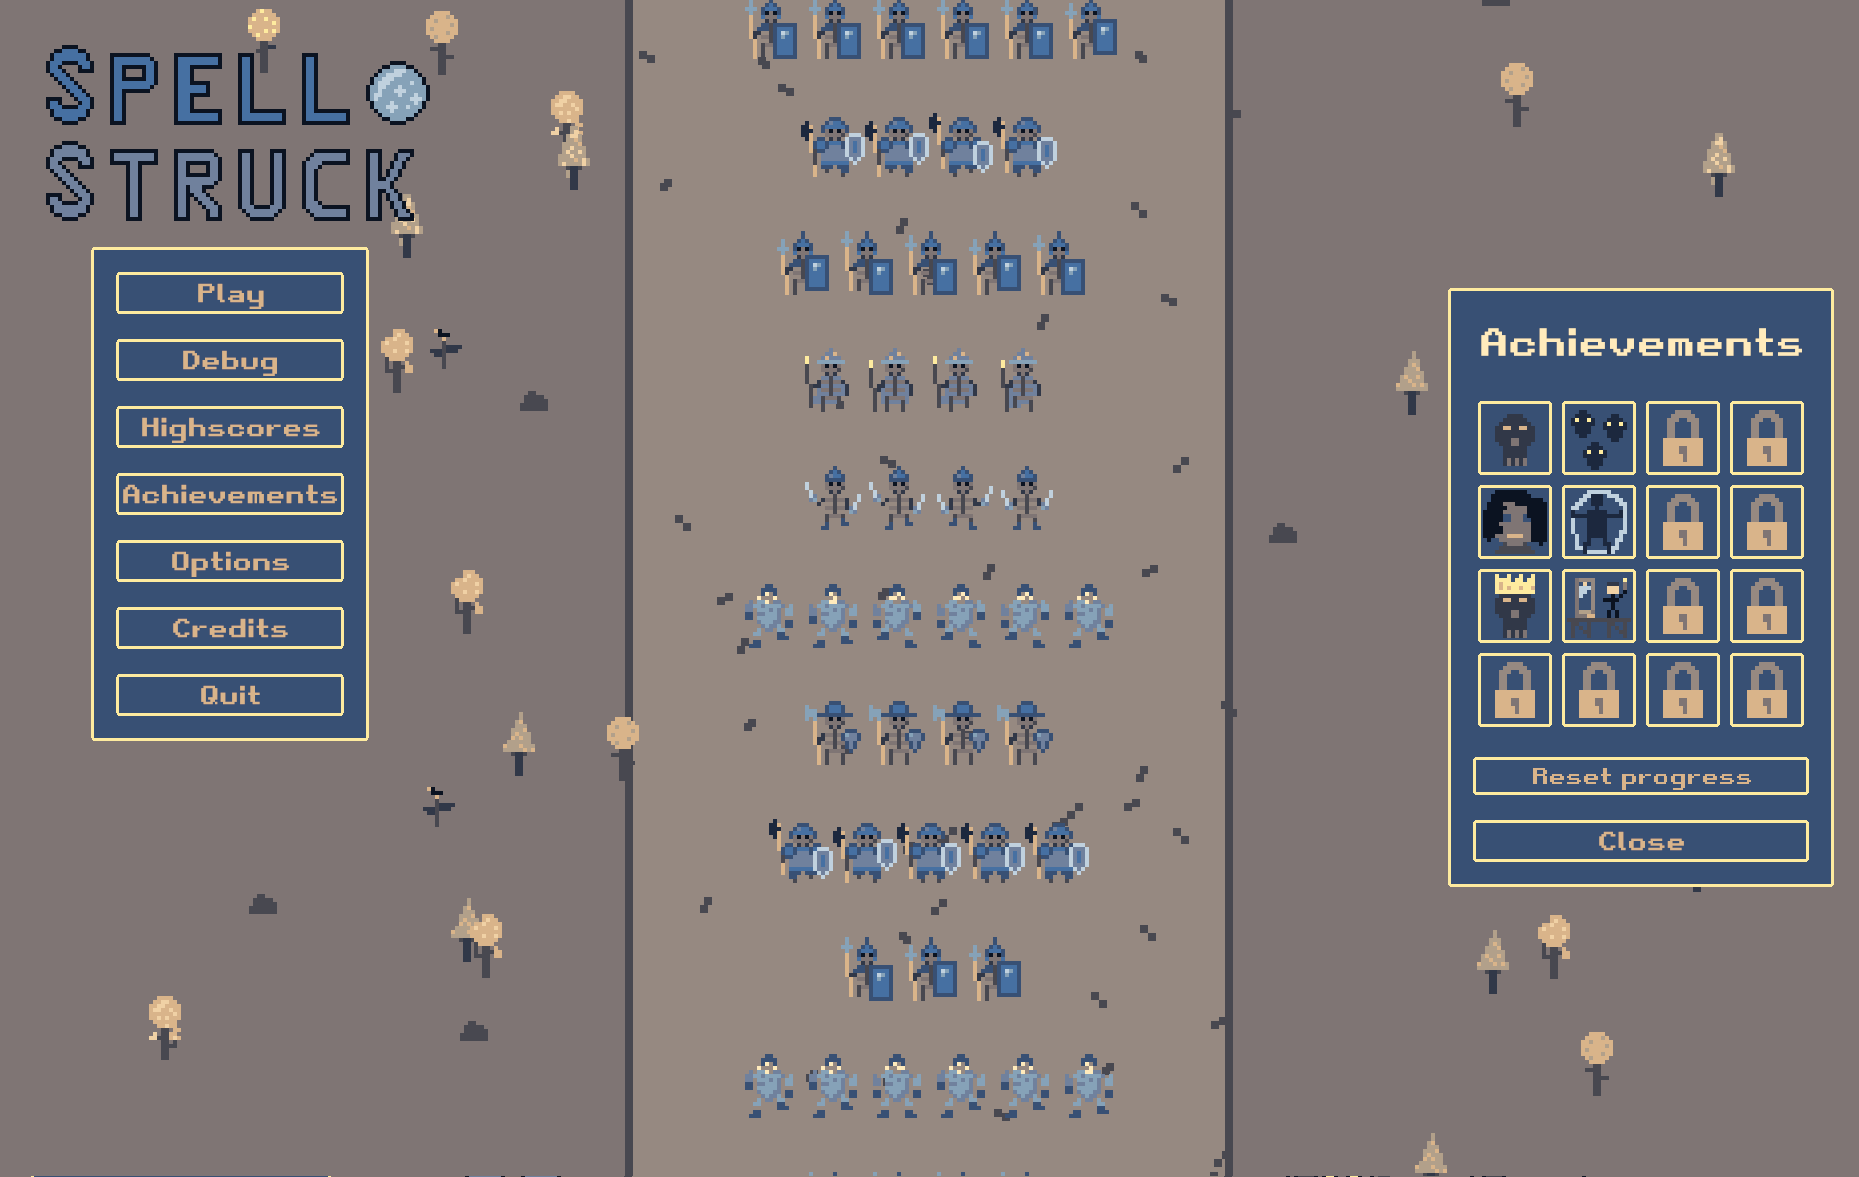 SPELL
STRUCK
Play
Debug
Highscores
Achievements
Options
Credits
Quit
Achievements
Reset progress
Close